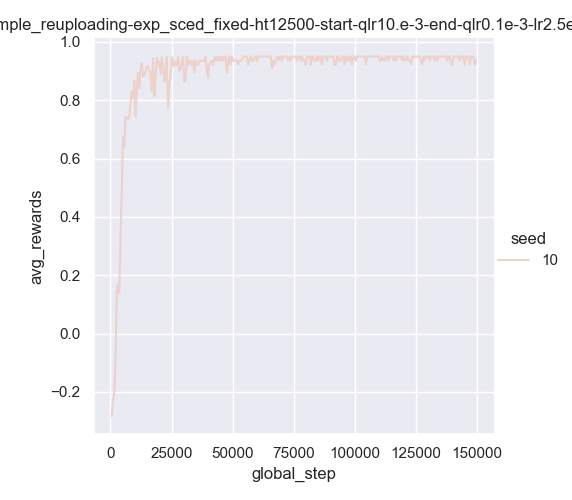 mple_reuploading-exp_sced_fixed-ht12500-start-qlr10.e-3-end-qlr0.1e-3-lr2.5e
1.0
0.8
0.6
0.4
0.2
0.0
−0.2
avg_rewards
0 25000 50000 75000 100000 125000 150000
global_step
seed
10